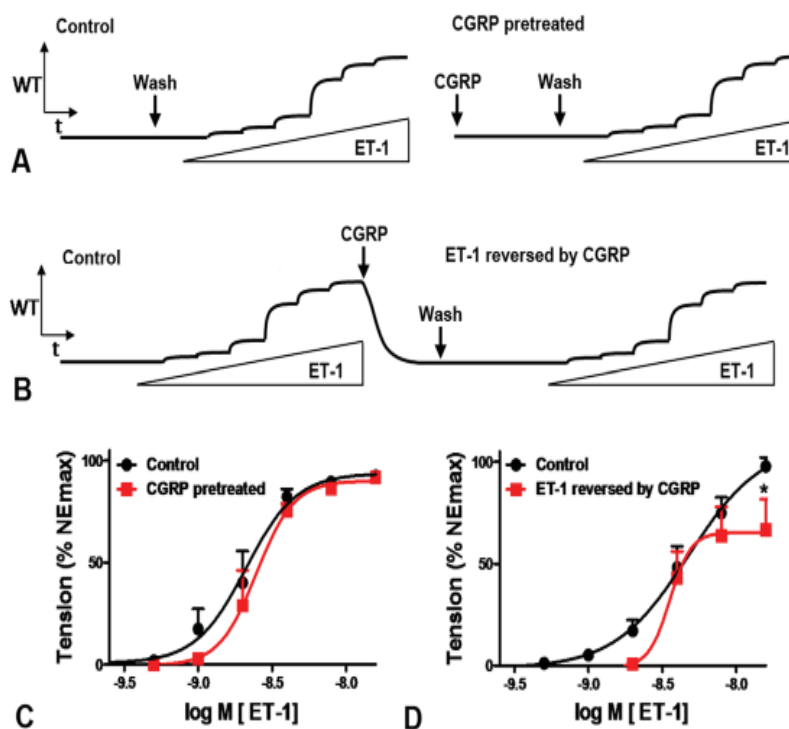 Control
CGRP pretreated
WT
t
Wash
ET-1
CGRP
Wash
ET-1
A
Control
CGRP
ET-1 reversed by CGRP
WT
t
Wash
ET-1
ET-1
B
Tension (% NEmax)
100
50
0
Control
CGRP pretreated
-9.5 -9.0 -8.5 -8.0
log M [ ET-1]
C
Tension (% NEmax)
100
50
0
Control
ET-1 reversed by CGRP
*
-9.5 -9.0 -8.5 -8.0
log M [ ET-1]
D